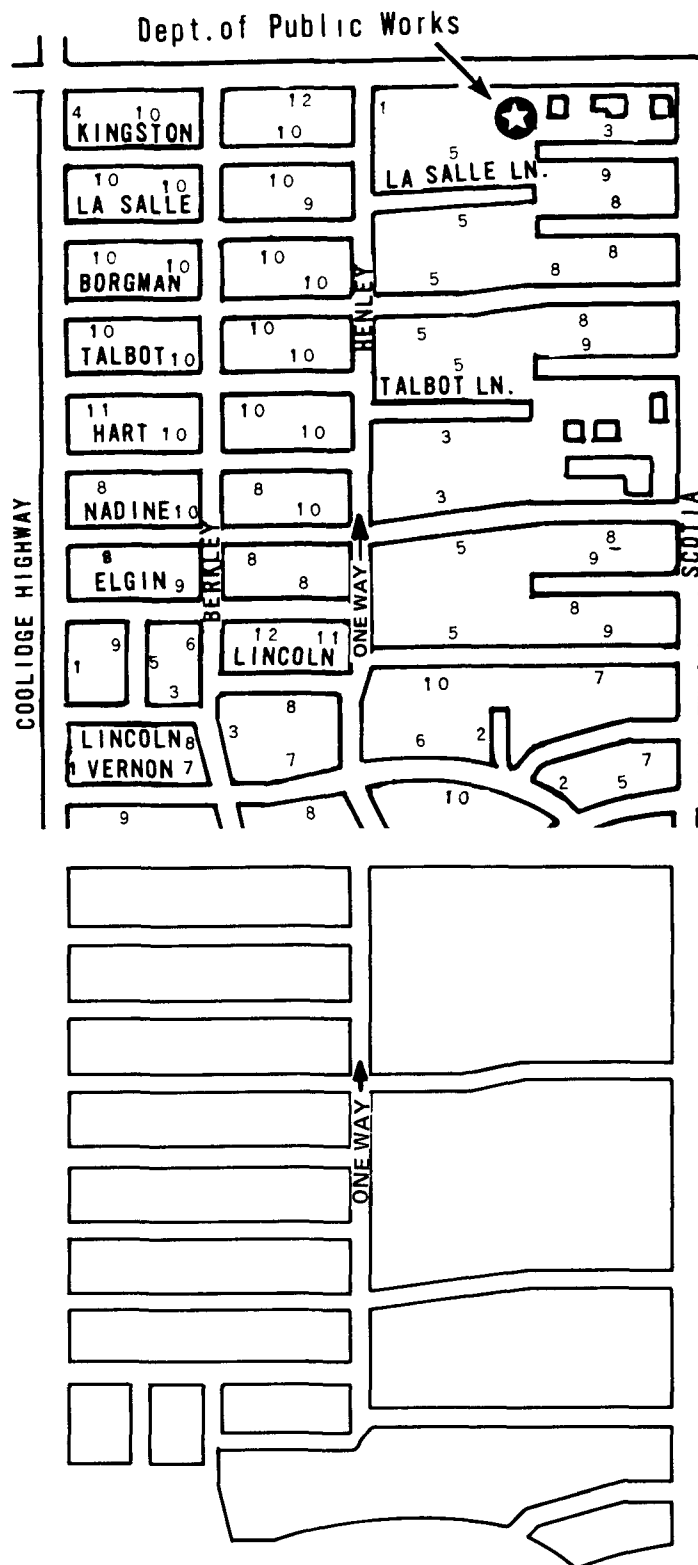 Dept. of Public Works
4 10 12 1
KINGSTON 10 3
5
LA SALLE LN.
10 10 10 9
LA SALLE 9 8
5
10 10 10 8
BORGMAN 10 5 8
HENLEY
10 10 5 8
TALBOT 10 10 5 9
TALBOT LN.
11 10
HART 10 10 3
8 8 3
NADINE 10 10
COOLIDGE HIGHWAY
BERKLEY
ONE WAY
SCOTIA
8 8 5 8
ELGIN 9 8 9
9 6 12 11 8
1 5 LINCOLN 5 9
3
8 10 7
LINCOLN 8 3 6 2
1 VERNON 7 7 2 5 7
9 8 10
ONE WAY